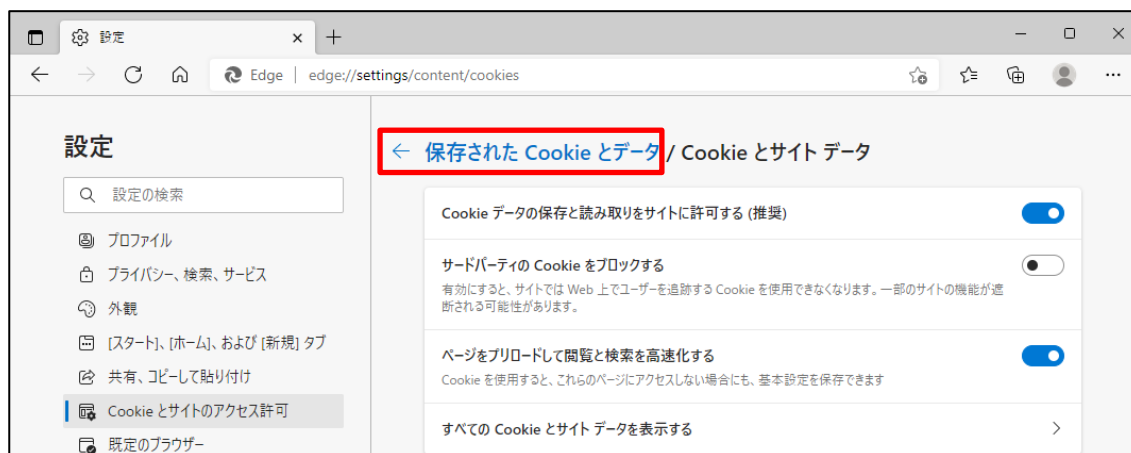 設定
Edge | edge://settings/content/cookies
設定
設定の検索
プロファイル
プライバシー、検索、サービス
外観
[スタート]、[ホーム]、および [新規] タブ
共有、コピーして貼り付け
Cookie とサイトのアクセス許可
既定のブラウザー
← 保存された Cookie とデータ / Cookie とサイト データ
Cookie データの保存と読み取りをサイトに許可する (推奨)
サードパーティの Cookie をブロックする
有効にすると、サイトでは Web 上でユーザーを追跡する Cookie を使用できなくなります。一部のサイトの機能が遮
断される可能性があります。
ページをプリロードして閲覧と検索を高速化する
Cookie を使用すると、これらのページにアクセスしない場合にも、基本設定を保存できます
すべての Cookie とサイト データを表示する